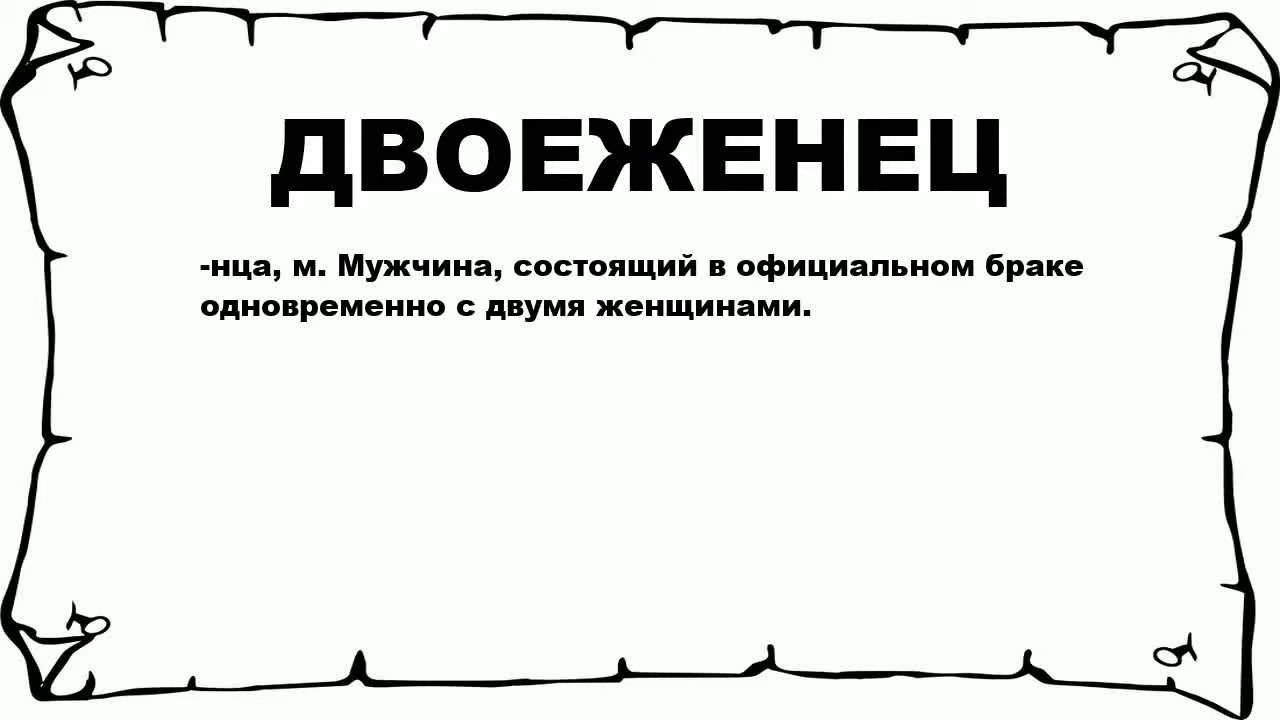 ДВОЕЖЕНЕЦ
-нца, м. Мужчина, состоящий в официальном браке
одновременно с двумя женщинами.